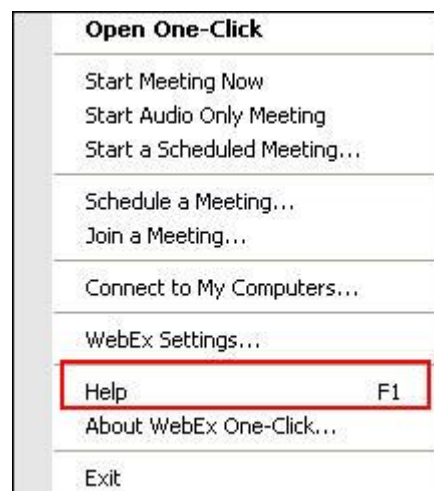 Open One-Click
Start Meeting Now
Start Audio Only Meeting
Start a Scheduled Meeting...
Schedule a Meeting...
Join a Meeting...
Connect to My Computers...
WebEx Settings...
Help F1
About WebEx One-Click...
Exit